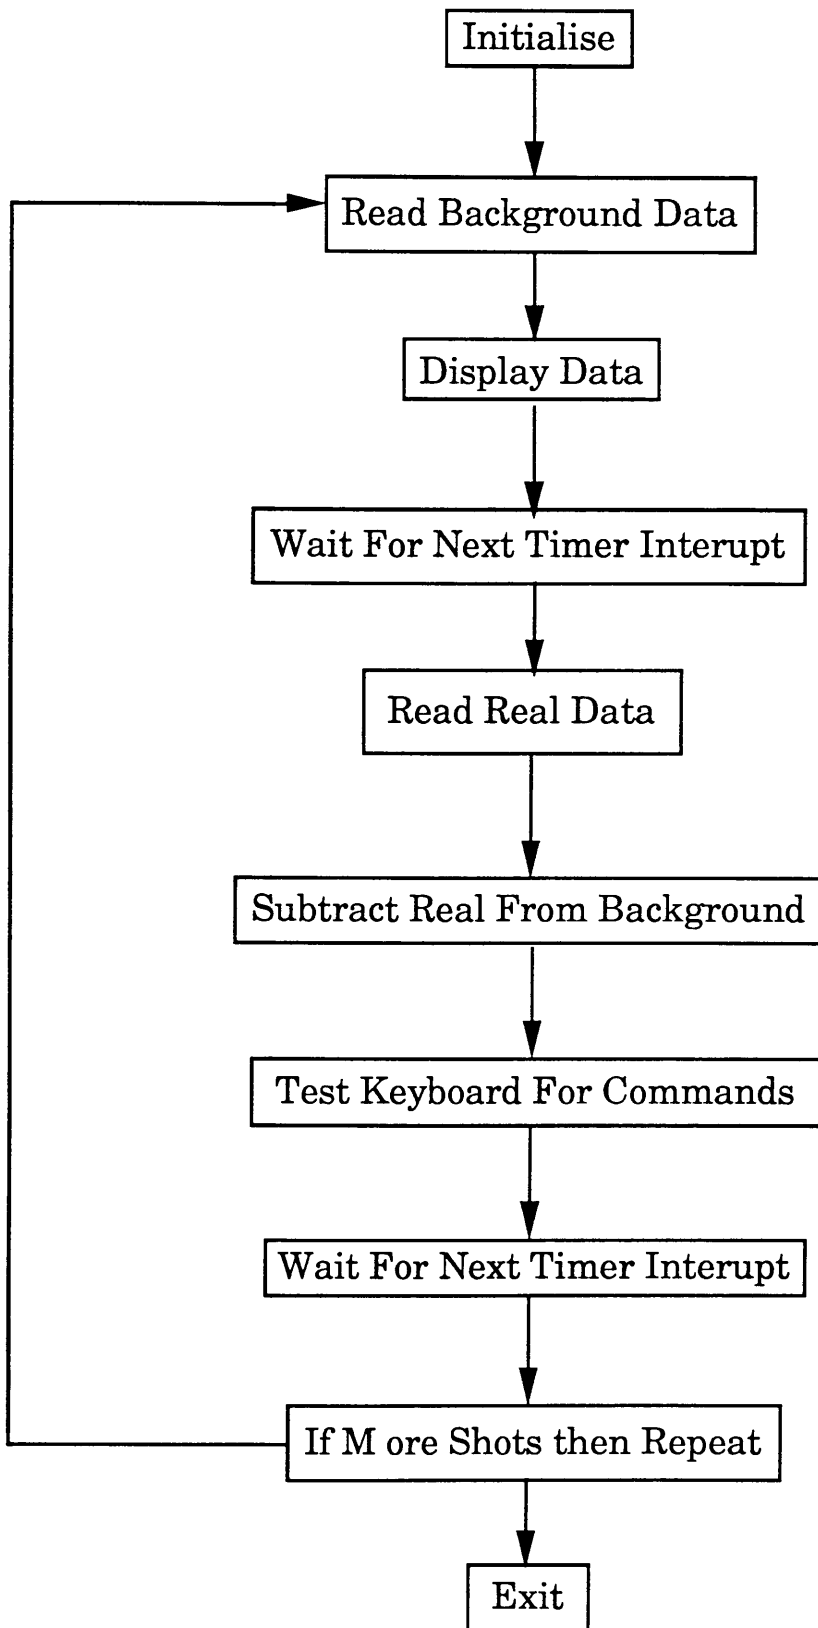 Initialise
Read Background Data
Display Data
Wait For Next Timer Interupt
Read Real Data
Subtract Real From Background
Test Keyboard For Commands
Wait For Next Timer Interupt
If M ore Shots then Repeat
Exit